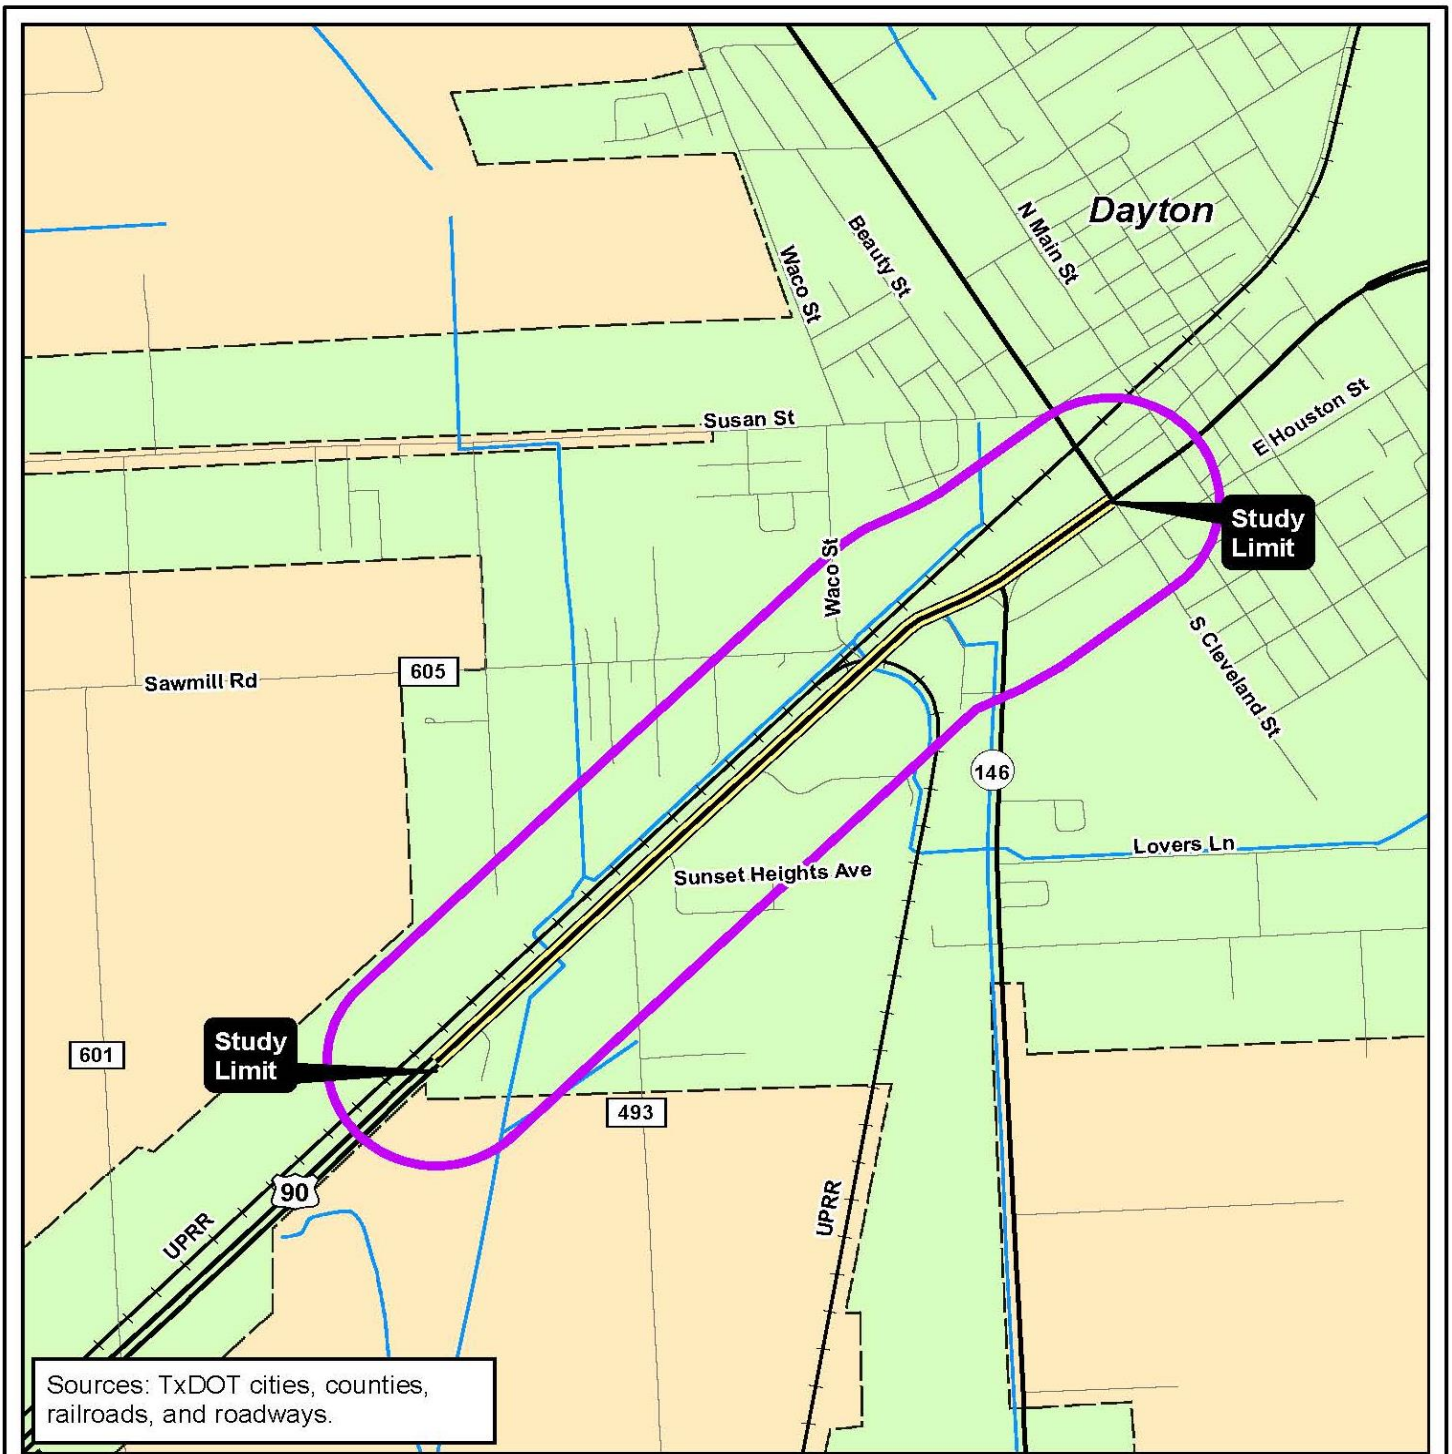 Dayton
N Main St
Beauty St
Waco St
E Houston St
Susan St
Study
Limit
Waco St
S Cleveland St
605
Sawmill Rd
146
Lovers Ln
Sunset Heights Ave
Study
Limit
601
493
90
UPRR
UPRR
Sources: TxDOT cities, counties,
railroads, and roadways.